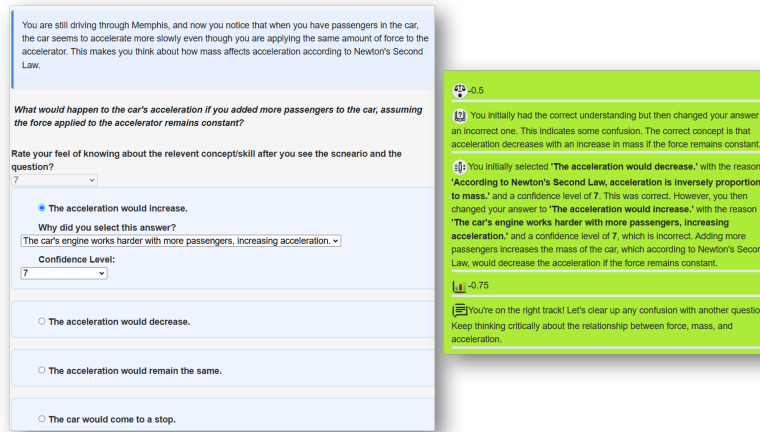 You are still driving through Memphis, and now you notice that when you have passengers in the car,
the car seems to accelerate more slowly even though you are applying the same amount of force to the
accelerator. This makes you think about how mass affects acceleration according to Newton's Second
Law.
What would happen to the car's acceleration if you added more passengers to the car, assuming
the force applied to the accelerator remains constant?
Rate your feel of knowing about the relevent concept/skill after you see the scneario and the
question?
7
The acceleration would increase.
Why did you select this answer?
The car's engine works harder with more passengers, increasing acceleration.
Confidence Level:
7
The acceleration would decrease.
The acceleration would remain the same.
The car would come to a stop.
-0.5
You initially had the correct understanding but then changed your answer
an incorrect one. This indicates some confusion. The correct concept is that
acceleration decreases with an increase in mass if the force remains constant.
You initially selected 'The acceleration would decrease.' with the reason
'According to Newton's Second Law, acceleration is inversely proportion
to mass.' and a confidence level of 7. This was correct. However, you then
changed your answer to 'The acceleration would increase.' with the reason
'The car's engine works harder with more passengers, increasing
acceleration.' and a confidence level of 7, which is incorrect. Adding more
passengers increases the mass of the car, which according to Newton's Secon
Law, would decrease the acceleration if the force remains constant.
-0.75
You're on the right track! Let's clear up any confusion with another questio
Keep thinking critically about the relationship between force, mass, and
acceleration.